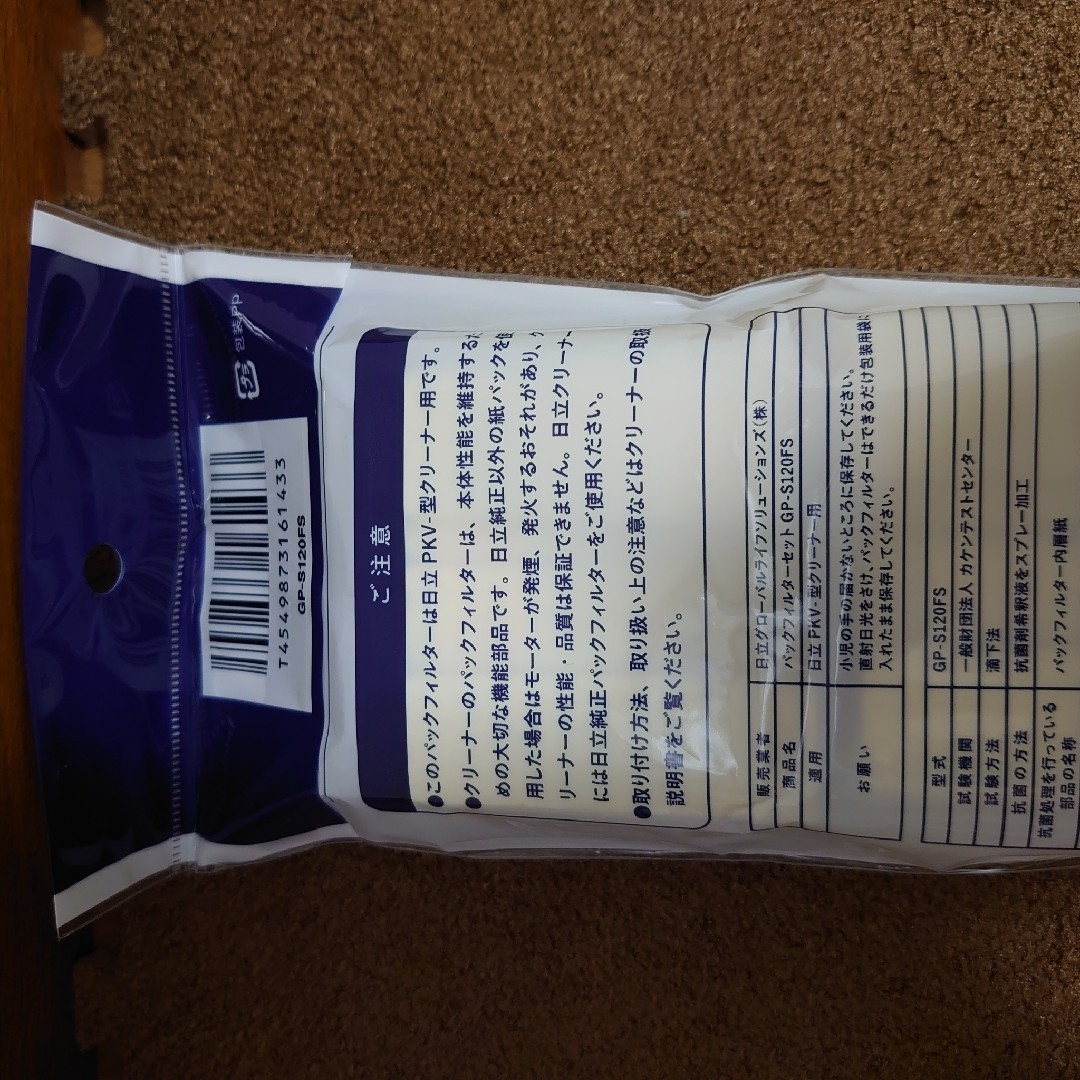 プラ
包装PP
T4549873161433
GP-S120FS
ご注意
●このパックフィルターは日立PKV-型クリーナー用です。
●クリーナーのパックフィルターは、本体性能を維持するた
めの大切な機能部品です。日立純正以外の紙パックを使
用した場合はモーターが発煙、発火するおそれがあり、ク
リーナーの性能・品質は保証できません。日立クリーナー
には日立純正パックフィルターをご使用ください。
●取り付け方法、取り扱い上の注意などはクリーナーの取扱
説明書をご覧ください。
販売業者 日立グローバルライフソリューションズ(株)
商品名 パックフィルターセット GP-S120FS
適用 日立 PKV-型クリーナー用
お願い 小児の手の届かないところに保存してください。
直射日光をさけ、パックフィルターはできるだけ包装用袋に
入れたまま保存してください。
型式 GP-S120FS
試験機関 一般財団法人 カケンテストセンター
試験方法 滴下法
抗菌の方法 抗菌剤希釈液をスプレー加工
抗菌処理を行っている
部品の名称 パックフィルター内層紙